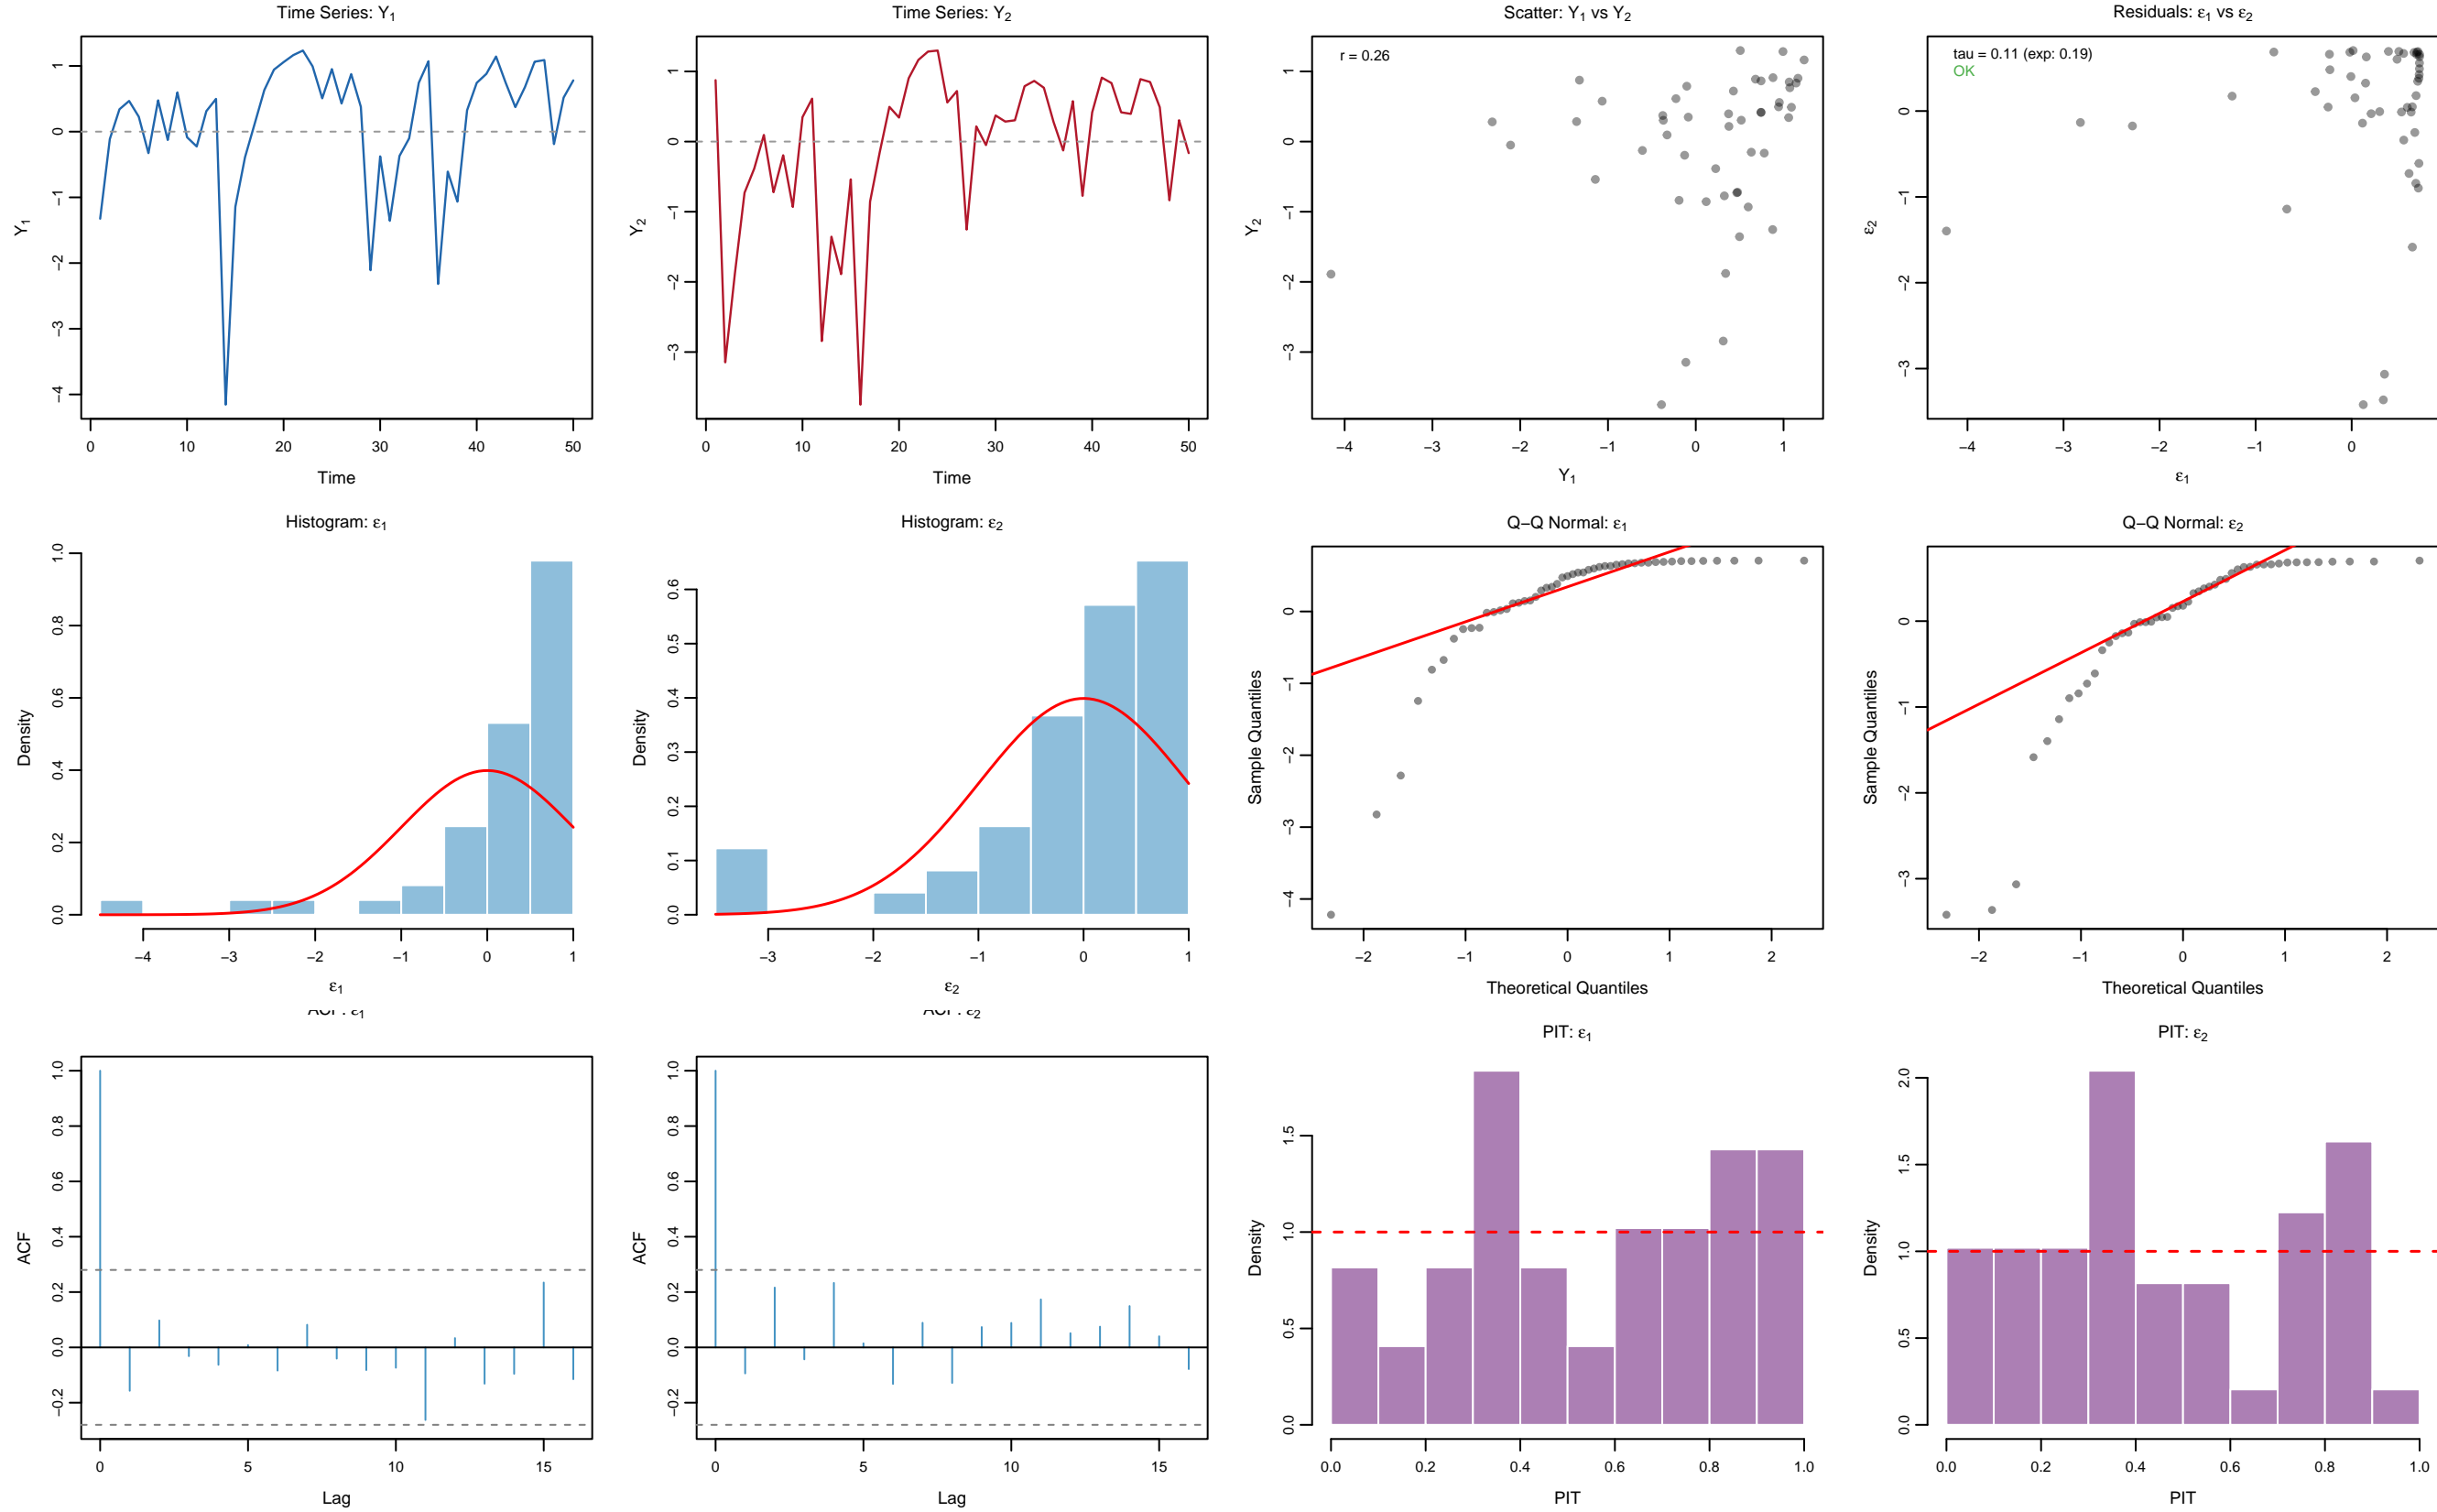 Time Series: Y₁
Y₁
1
0
−1
−2
−3
−4
0 10 20 30 40 50
Time
Time Series: Y₂
Y₂
1
0
−1
−2
−3
0 10 20 30 40 50
Time
Scatter: Y₁ vs Y₂
r = 0.26
Y₂
1
0
−1
−2
−3
−4 −3 −2 −1 0 1
Y₁
Residuals: ε₁ vs ε₂
tau = 0.11 (exp: 0.19)
OK
ε₂
0
−1
−2
−3
−4 −3 −2 −1 0
ε₁
Histogram: ε₁
Density
1.0
0.8
0.6
0.4
0.2
0.0
−4 −3 −2 −1 0 1
ε₁
Histogram: ε₂
Density
0.6
0.5
0.4
0.3
0.2
0.1
0.0
−3 −2 −1 0 1
ε₂
Q−Q Normal: ε₁
Sample Quantiles
0
−1
−2
−3
−4
−2 −1 0 1 2
Theoretical Quantiles
Q−Q Normal: ε₂
Sample Quantiles
0
−1
−2
−3
−2 −1 0 1 2
Theoretical Quantiles
ACF: ε₁
ACF
1.0
0.8
0.6
0.4
0.2
0.0
−0.2
0 5 10 15
Lag
ACF: ε₂
ACF
1.0
0.8
0.6
0.4
0.2
0.0
−0.2
0 5 10 15
Lag
PIT: ε₁
Density
1.5
1.0
0.5
0.0
0.0 0.2 0.4 0.6 0.8 1.0
PIT
PIT: ε₂
Density
2.0
1.5
1.0
0.5
0.0
0.0 0.2 0.4 0.6 0.8 1.0
PIT